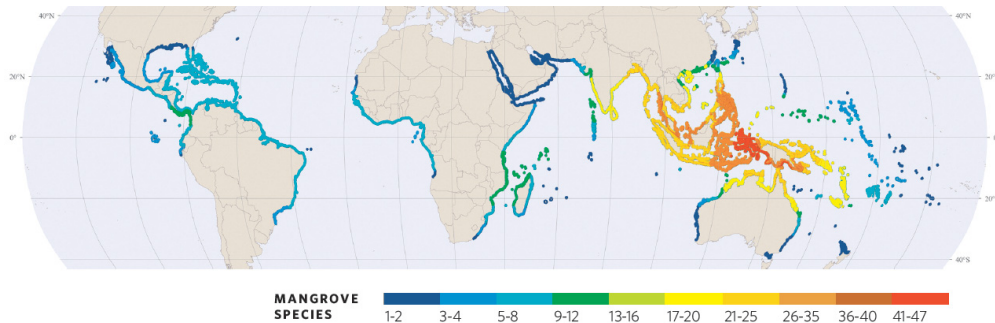 40°N 40°N
20°N 20°N
0° 0°
20°S 20°S
40°S 40°S
MANGROVE
SPECIES
1-2 3-4 5-8 9-12 13-16 17-20 21-25 26-35 36-40 41-47